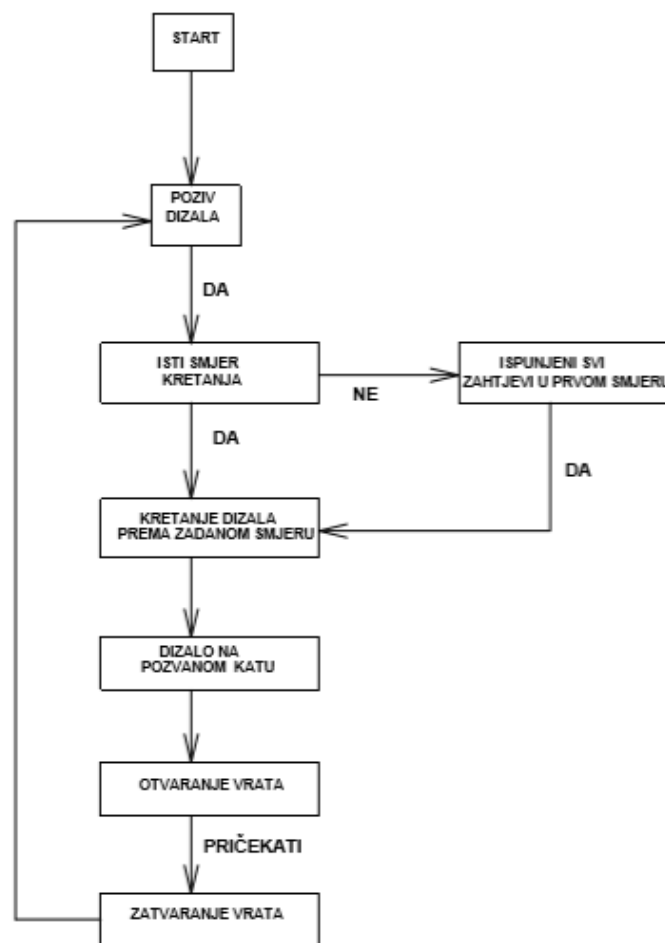 START
POZIV
DIZALA
DA
ISTI SMJER
KRETANJA
NE
ISPUNJENI SVI
ZAHTJEVI U PRVOM SMJERU
DA
DA
KRETANJE DIZALA
PREMA ZADANOM SMJERU
DIZALO NA
POZVANOM KATU
OTVARANJE VRATA
PRIČEKATI
ZATVARANJE VRATA